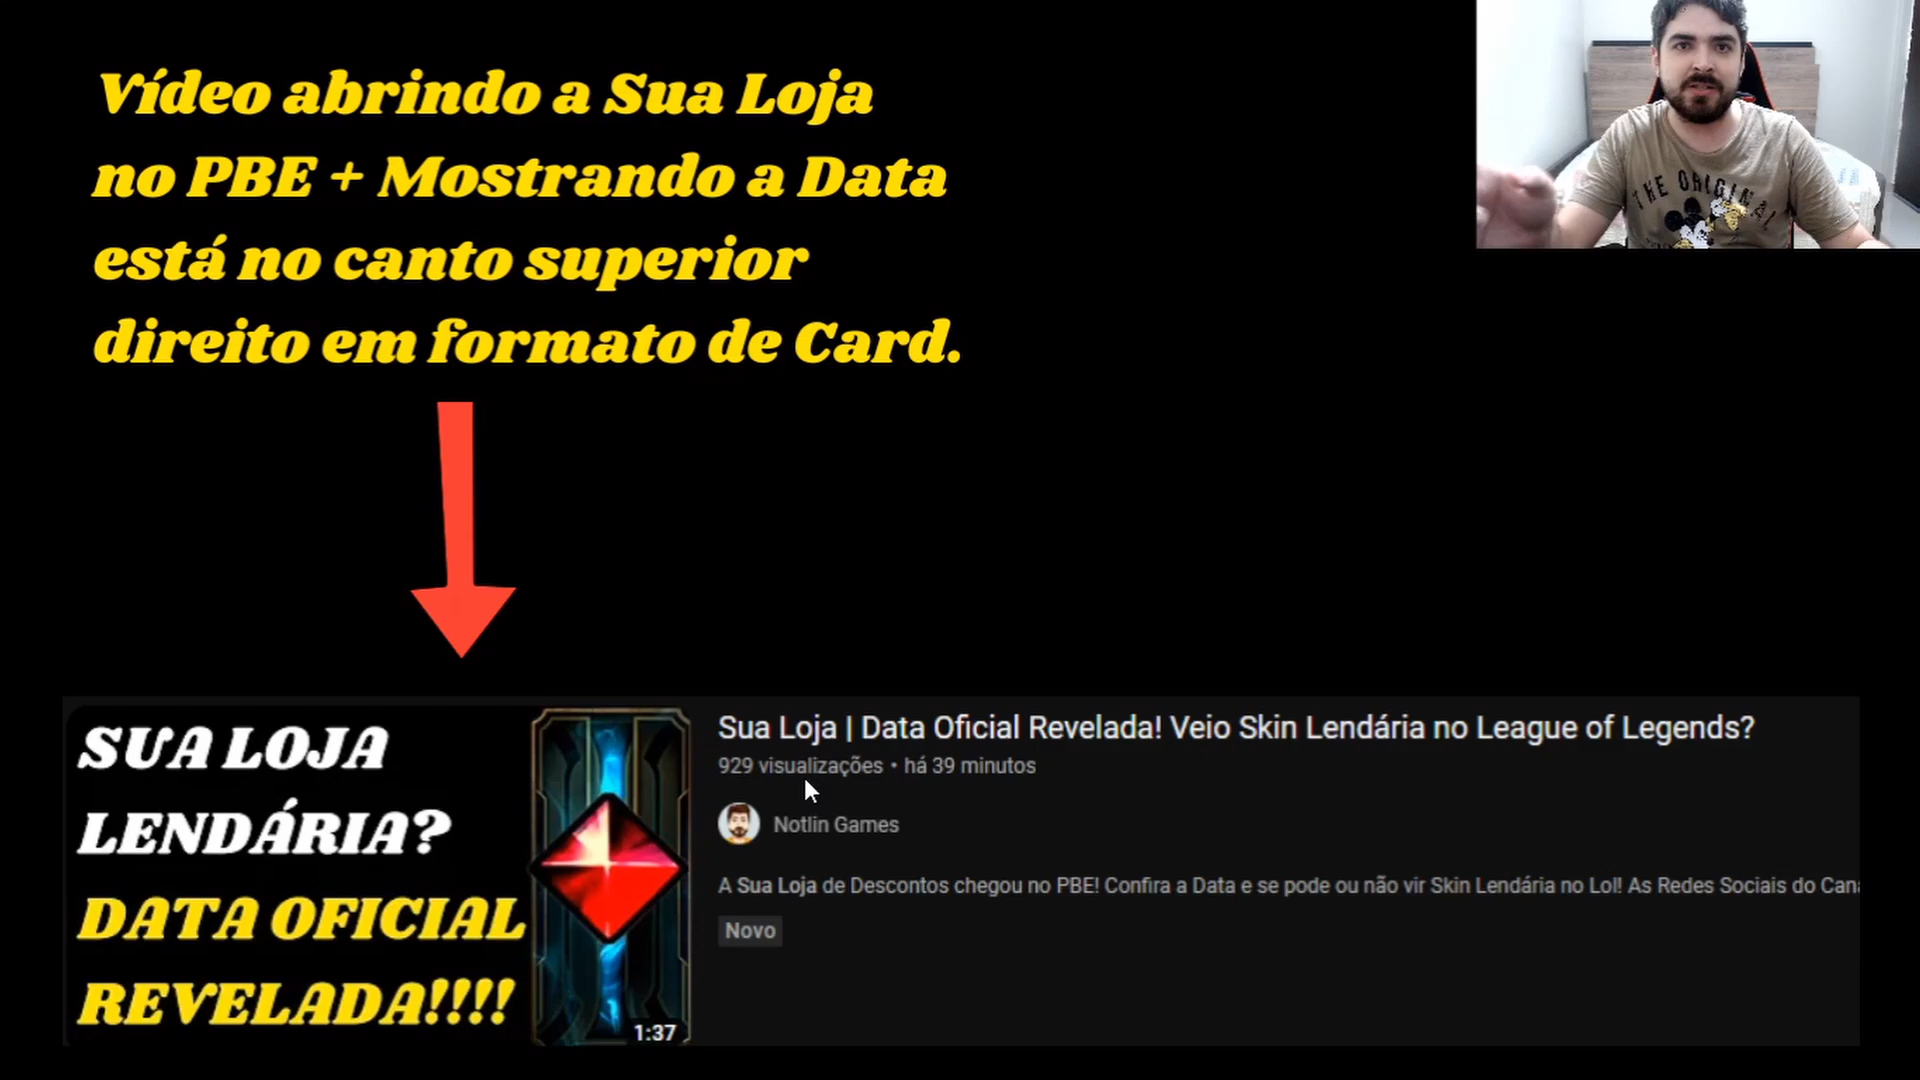 Vídeo abrindo a Sua Loja
no PBE + Mostrando a Data
está no canto superior
direito em formato de Card.
THE ORIGINAL
SUA LOJA
LENDÁRIA?
DATA OFICIAL
REVELADA!!!!
1:37
Sua Loja | Data Oficial Revelada! Veio Skin Lendária no League of Legends?
929 visualizações • há 39 minutos
Notlin Games
A Sua Loja de Descontos chegou no PBE! Confira a Data e se pode ou não vir Skin Lendária no Lol! As Redes Sociais do Cana
Novo